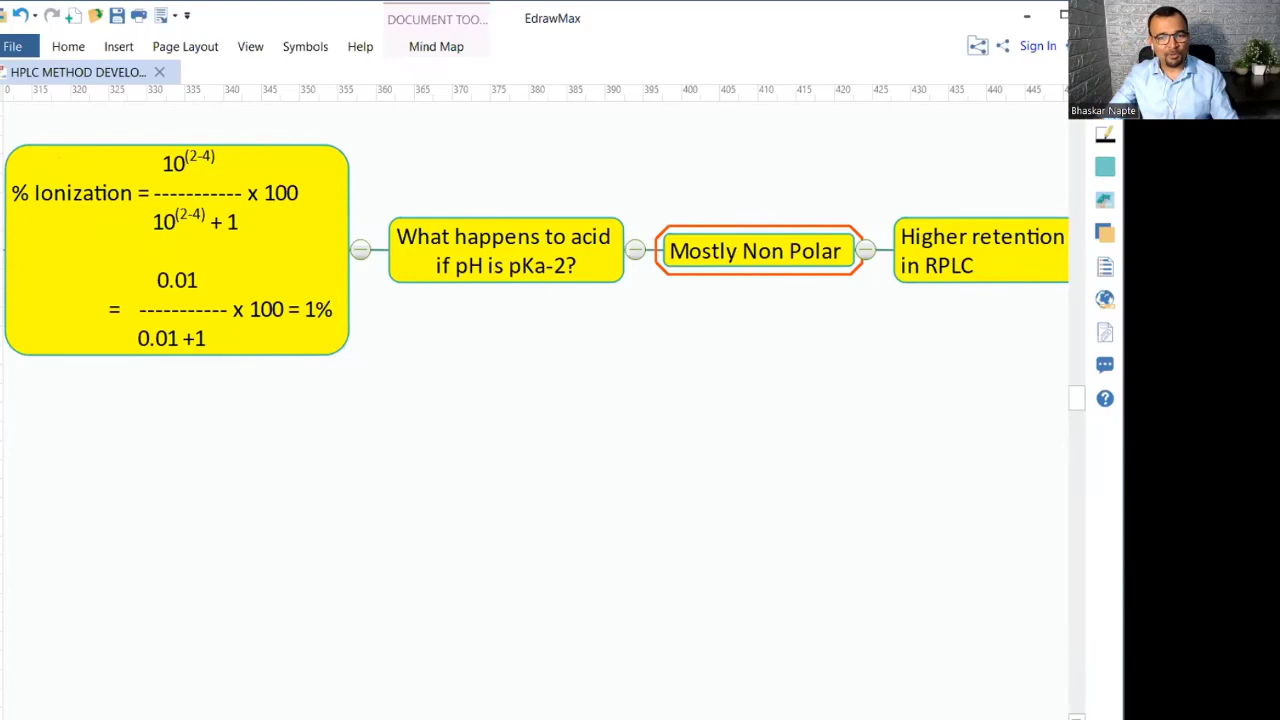 DOCUMENT TOO...
EdrawMax
File Home Insert Page Layout View Symbols Help Mind Map Sign In
HPLC METHOD DEVELO...
0 315 320 325 330 335 340 345 350 355 360 365 370 375 380 385 390 395 400 405 410 415 420 425 430 435 440 445
Bhaskar Napte
10(2-4)
% Ionization = ----------- x 100
10(2-4) + 1
0.01
= ----------- x 100 = 1%
0.01 +1
What happens to acid
if pH is pKa-2?
Mostly Non Polar
Higher retention
in RPLC